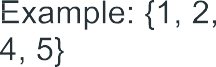 Example: {1, 2,
4, 5}